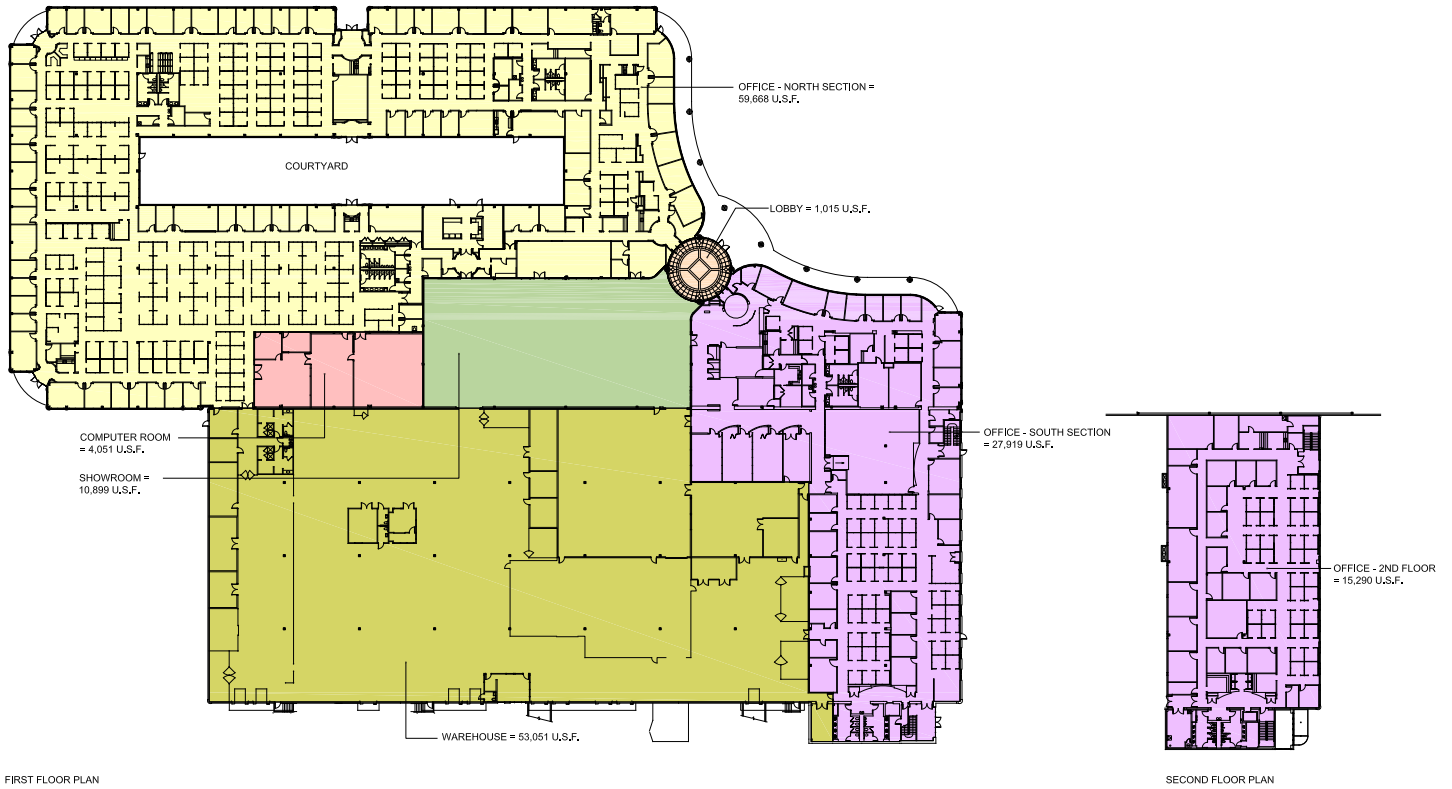 OFFICE - NORTH SECTION =
59,668 U.S.F.
COURTYARD
LOBBY = 1,015 U.S.F.
COMPUTER ROOM
= 4,051 U.S.F.
SHOWROOM =
10,899 U.S.F.
OFFICE - SOUTH SECTION
= 27,919 U.S.F.
OFFICE - 2ND FLOOR
= 15,290 U.S.F.
WAREHOUSE = 53,051 U.S.F.
FIRST FLOOR PLAN
SECOND FLOOR PLAN